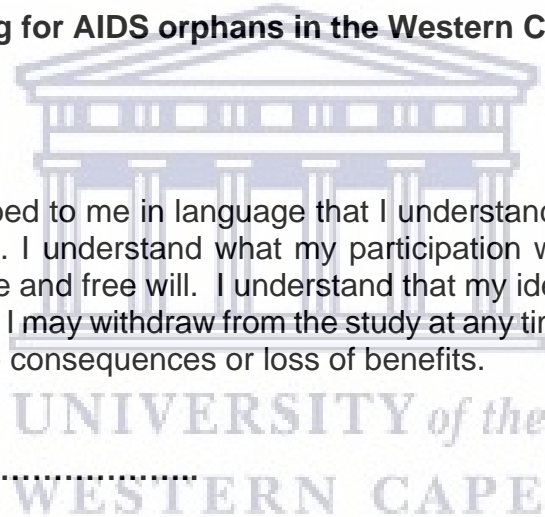 g for AIDS orphans in the Western C
bed to me in language that I understand
. I understand what my participation w
e and free will. I understand that my ide
I may withdraw from the study at any tin
consequences or loss of benefits.
UNIVERSITY of the
...................
WESTERN CAPE